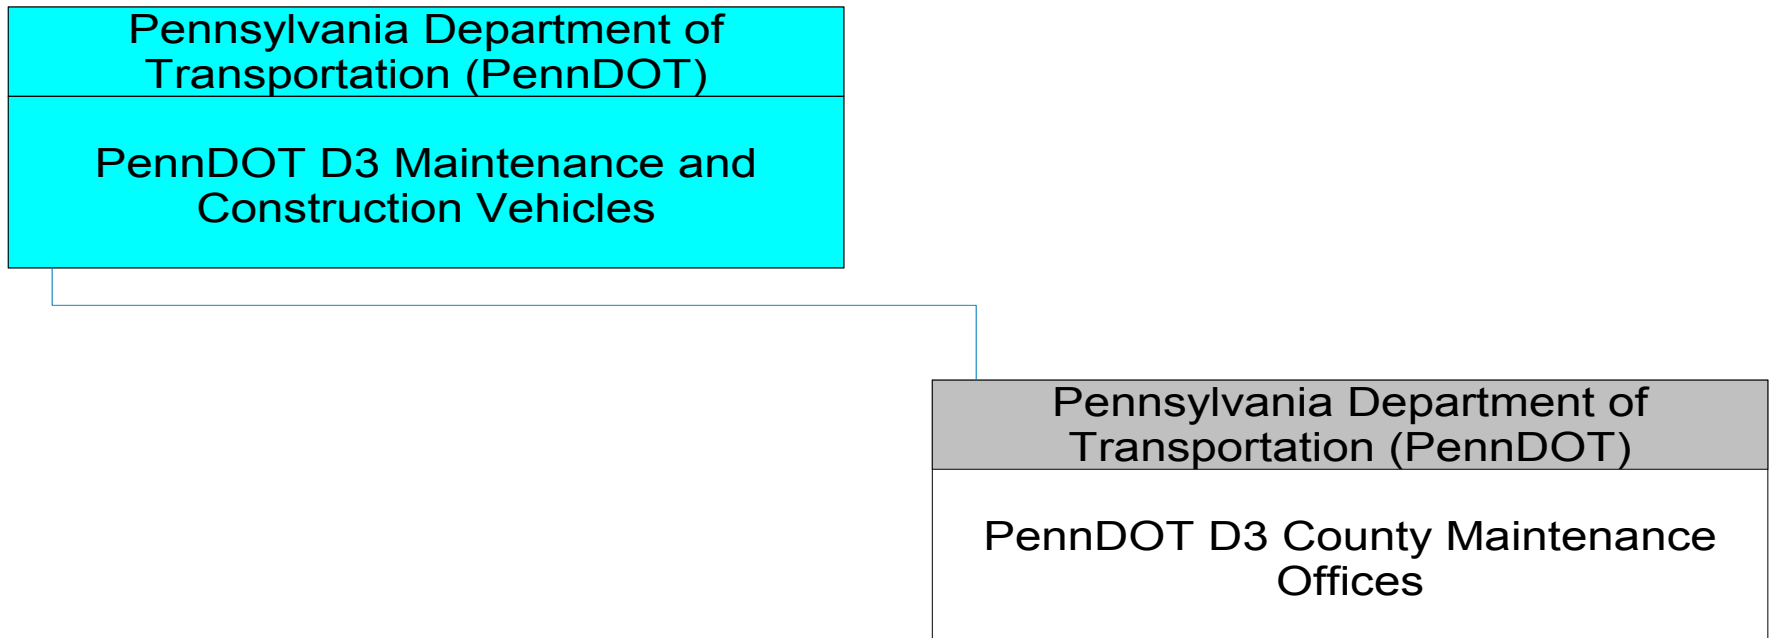 Pennsylvania Department of
Transportation (PennDOT)
PennDOT D3 Maintenance and
Construction Vehicles
Pennsylvania Department of
Transportation (PennDOT)
PennDOT D3 County Maintenance
Offices